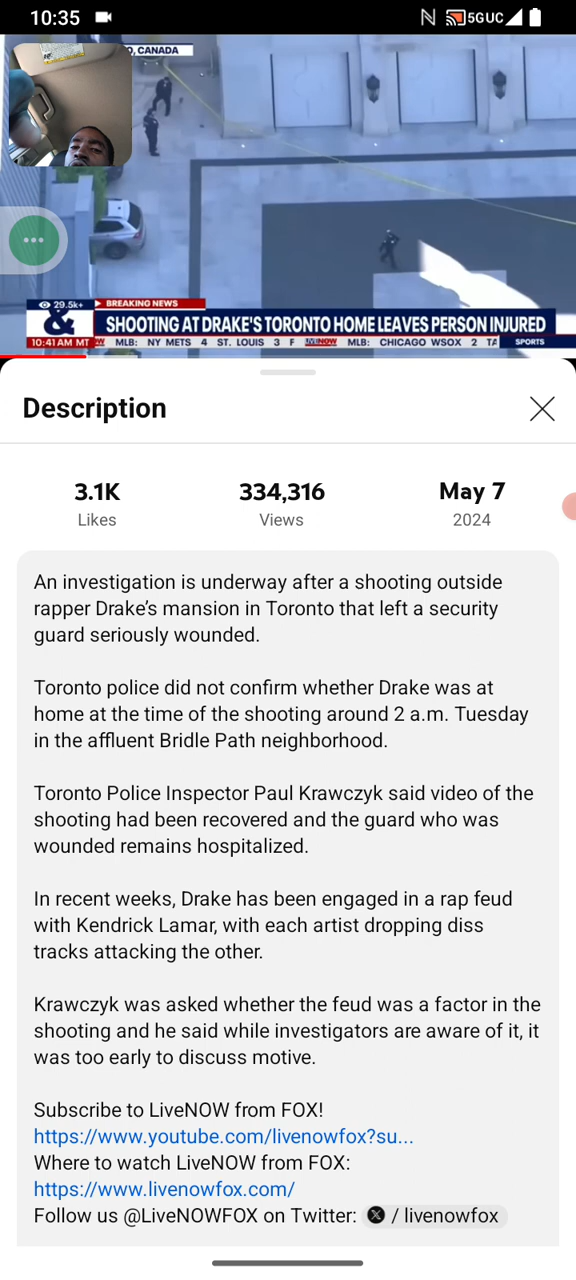 10:35
5GUC
O, CANADA
29.5k+
BREAKING NEWS
&
SHOOTING AT DRAKE'S TORONTO HOME LEAVES PERSON INJURED
10:41 AM MT
MLB: NY METS 4 ST. LOUIS 3 F LIVENOW MLB: CHICAGO WSOX 2 TA
SPORTS
Description
3.1K
334,316
May 7
Likes
Views
2024
An investigation is underway after a shooting outside
rapper Drake’s mansion in Toronto that left a security
guard seriously wounded.
Toronto police did not confirm whether Drake was at
home at the time of the shooting around 2 a.m. Tuesday
in the affluent Bridle Path neighborhood.
Toronto Police Inspector Paul Krawczyk said video of the
shooting had been recovered and the guard who was
wounded remains hospitalized.
In recent weeks, Drake has been engaged in a rap feud
with Kendrick Lamar, with each artist dropping diss
tracks attacking the other.
Krawczyk was asked whether the feud was a factor in the
shooting and he said while investigators are aware of it, it
was too early to discuss motive.
Subscribe to LiveNOW from FOX!
https://www.youtube.com/livenowfox?su...
Where to watch LiveNOW from FOX:
https://www.livenowfox.com/
Follow us @LiveNOWFOX on Twitter: X / livenowfox